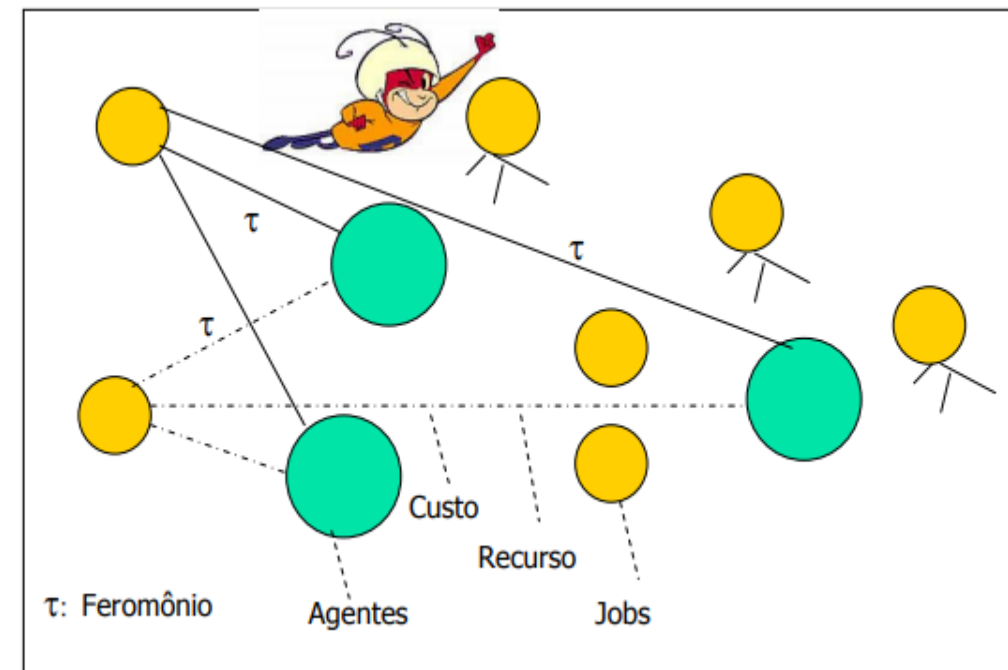 τ
τ
τ
Custo
Recurso
τ: Feromônio
Agentes
Jobs